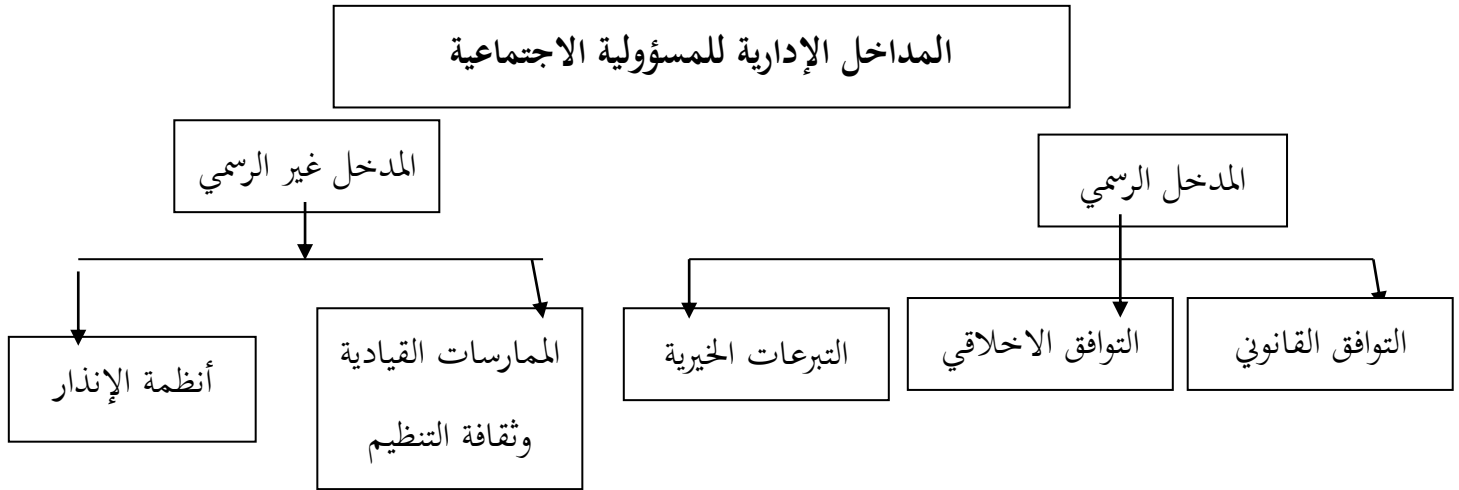 المداخل الإدارية للمسؤولية الاجتماعية
المدخل الرسمي
المدخل غير الرسمي
التوافق القانوني
التوافق الاخلاقي
التبرعات الخيرية
الممارسات القيادية
وثقافة التنظيم
أنظمة الإنذار